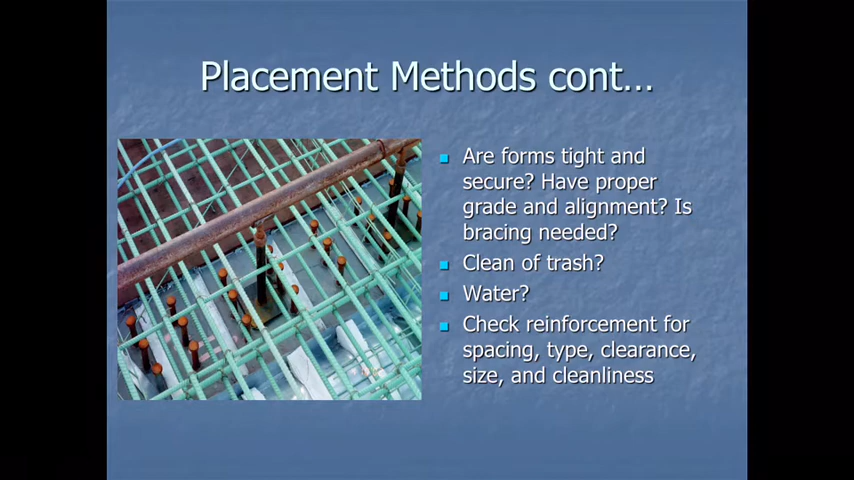 Placement Methods cont...
Are forms tight and
secure? Have proper
grade and alignment? Is
bracing needed?
Clean of trash?
Water?
Check reinforcement for
spacing, type, clearance,
size, and cleanliness